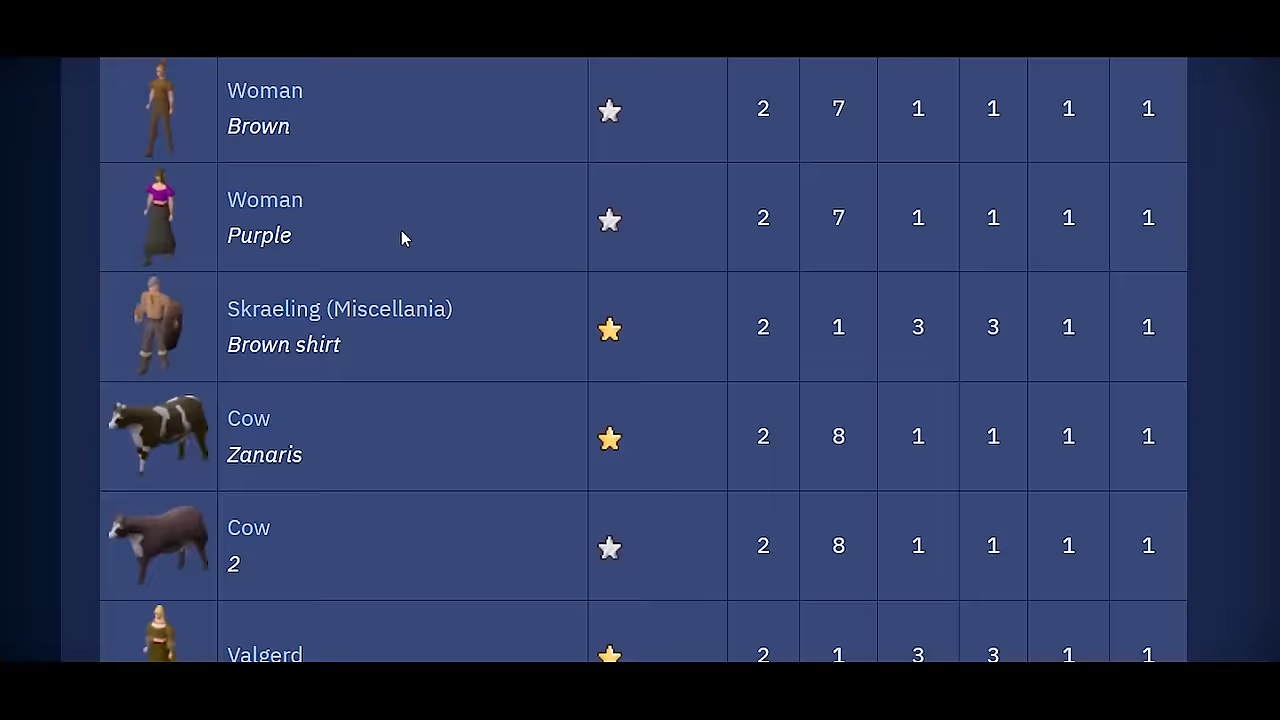 Woman
Brown
2 7 1 1 1 1
Woman
Purple
2 7 1 1 1 1
Skraeling (Miscellania)
Brown shirt
2 1 3 3 1 1
Cow
Zanaris
2 8 1 1 1 1
Cow
2
2 8 1 1 1 1
Valgerd
2 1 3 3 1 1